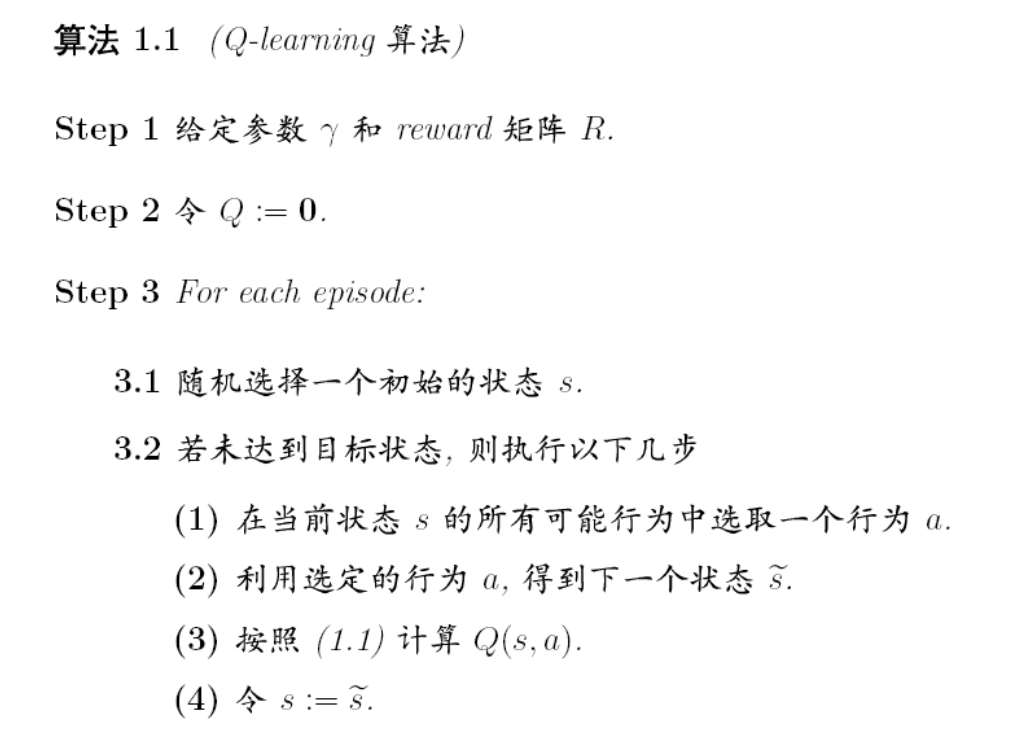 算法 1.1 (Q-learning 算法)
Step 1 给定参数 γ 和 reward 矩阵 R.
Step 2 令 Q := 0.
Step 3 For each episode:
3.1 随机选择一个初始的状态 s.
3.2 若未达到目标状态, 则执行以下几步
(1) 在当前状态 s 的所有可能行为中选取一个行为 a.
(2) 利用选定的行为 a, 得到下一个状态 s̃.
(3) 按照 (1.1) 计算 Q(s, a).
(4) 令 s := s̃.